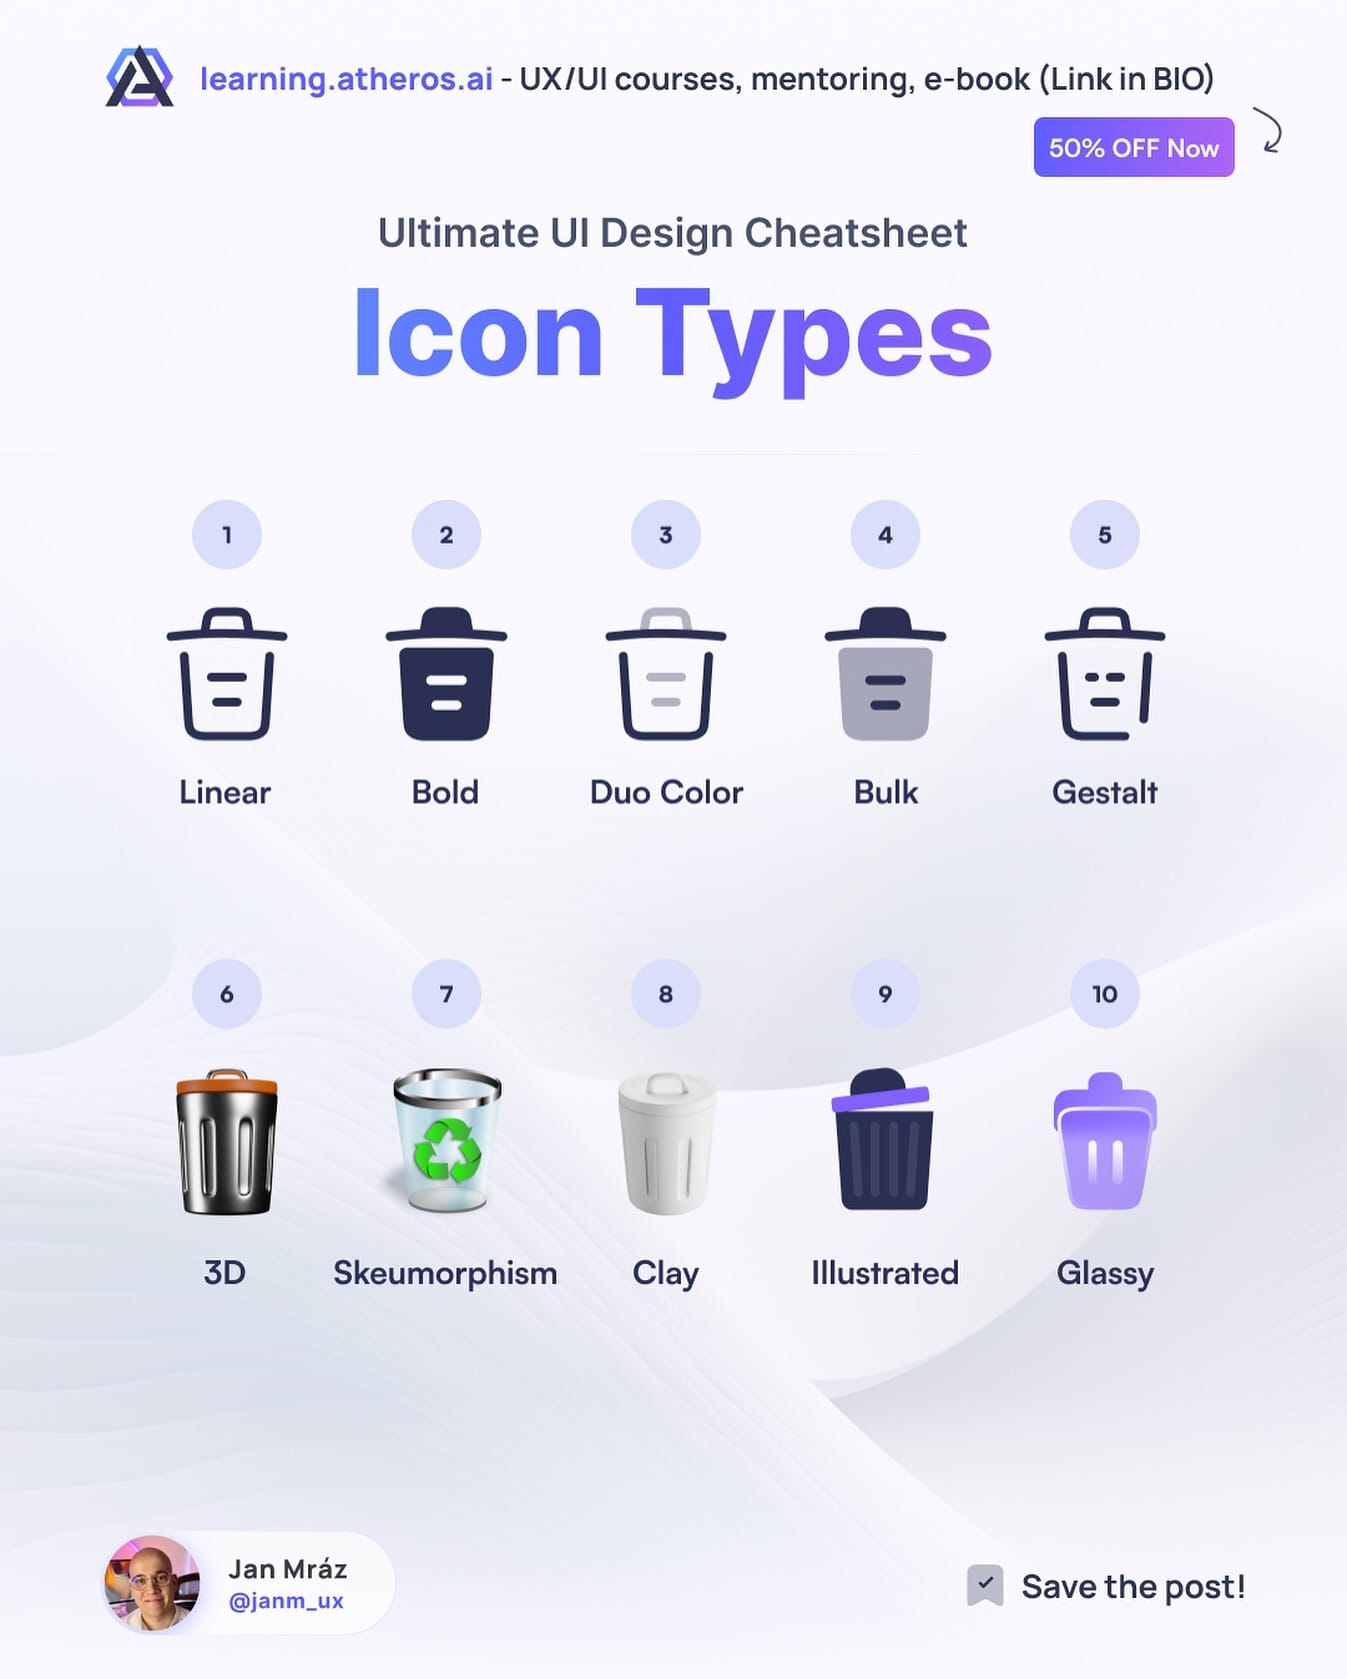 learning.atheros.ai - UX/UI courses, mentoring, e-book (Link in BIO)
50% OFF Now
Ultimate UI Design Cheatsheet
Icon Types
1 2 3 4 5
Linear Bold Duo Color Bulk Gestalt
6 7 8 9 10
3D Skeumorphism Clay Illustrated Glassy
Jan Mráz
@janm_ux
Save the post!